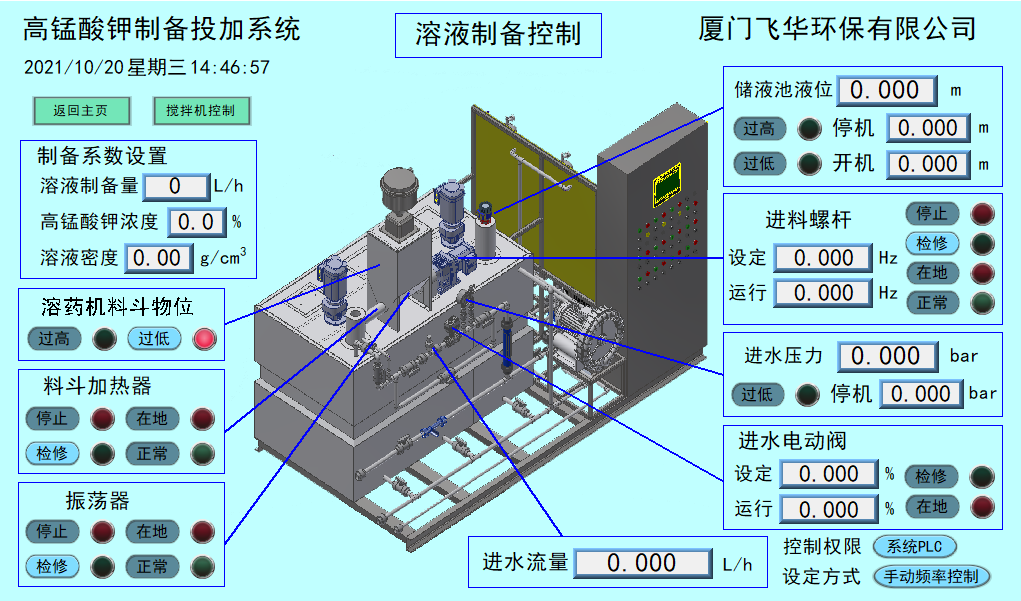 高锰酸钾制备投加系统
溶液制备控制
厦门飞华环保有限公司
2021/10/20 星期三 14:46:57
返回主页
搅拌机控制
制备系数设置
溶液制备量 0 L/h
高锰酸钾浓度 0.0 %
溶液密度 0.00 g/cm³
溶药机料斗物位
过高 过低
料斗加热器
停止 在地
检修 正常
振荡器
停止 在地
检修 正常
储液池液位 0.000 m
过高 停机 0.000 m
过低 开机 0.000 m
进料螺杆
设定 0.000 Hz
运行 0.000 Hz
停止
检修
在地
正常
进水压力 0.000 bar
过低 停机 0.000 bar
进水电动阀
设定 0.000 % 检修
运行 0.000 % 在地
进水流量 0.000 L/h
控制权限 系统PLC
设定方式 手动频率控制